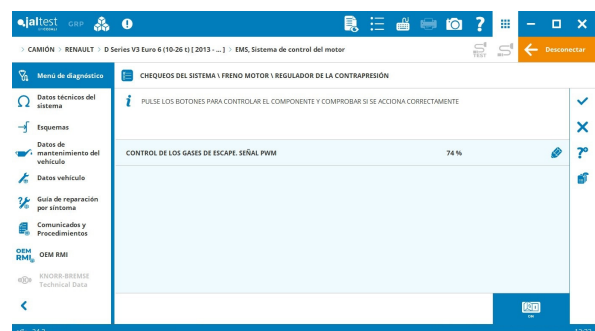 jaltest GRP
> CAMIÓN > RENAULT > D Series V3 Euro 6 (10-26 t) [ 2013 - ... ] > EMS, Sistema de control del motor
TEST
Desconectar
Menú de diagnóstico
CHEQUEOS DEL SISTEMA \ FRENO MOTOR \ REGULADOR DE LA CONTRAPRESIÓN
Datos técnicos del
sistema
PULSE LOS BOTONES PARA CONTROLAR EL COMPONENTE Y COMPROBAR SI SE ACCIONA CORRECTAMENTE
Esquemas
Datos de
mantenimiento del
vehículo
CONTROL DE LOS GASES DE ESCAPE. SEÑAL PWM 74 %
Datos vehículo
Guía de reparación
por síntoma
Comunicados y
Procedimientos
OEM
RMI
OEM RMI
KNORR-BREMSE
Technical Data
ON